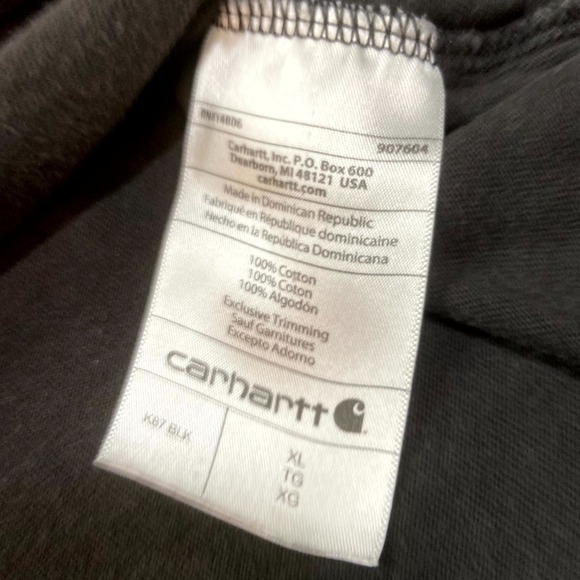 RN#14806
907604
Carhartt, Inc. P.O. Box 600
Dearborn, MI 48121 USA
carhartt.com
Made in Dominican Republic
Fabriqué en République dominicaine
Hecho en la República Dominicana
100% Cotton
100% Coton
100% Algodón
Exclusive Trimming
Sauf Garnitures
Excepto Adorno
carhartt
K87 BLK
XL
TG
XG